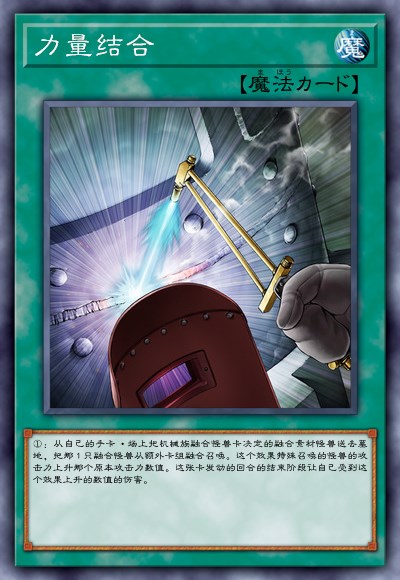 力量结合
魔
【魔法カード】
ま ほう
①:从自己的手卡·场上把机械族融合怪兽卡决定的融合素材怪兽送去墓
地,把那1只融合怪兽从额外卡组融合召唤。这个效果特殊召唤的怪兽的攻
击力上升那个原本攻击力数值。这张卡发动的回合的结束阶段让自己受到这
个效果上升的数值的伤害。